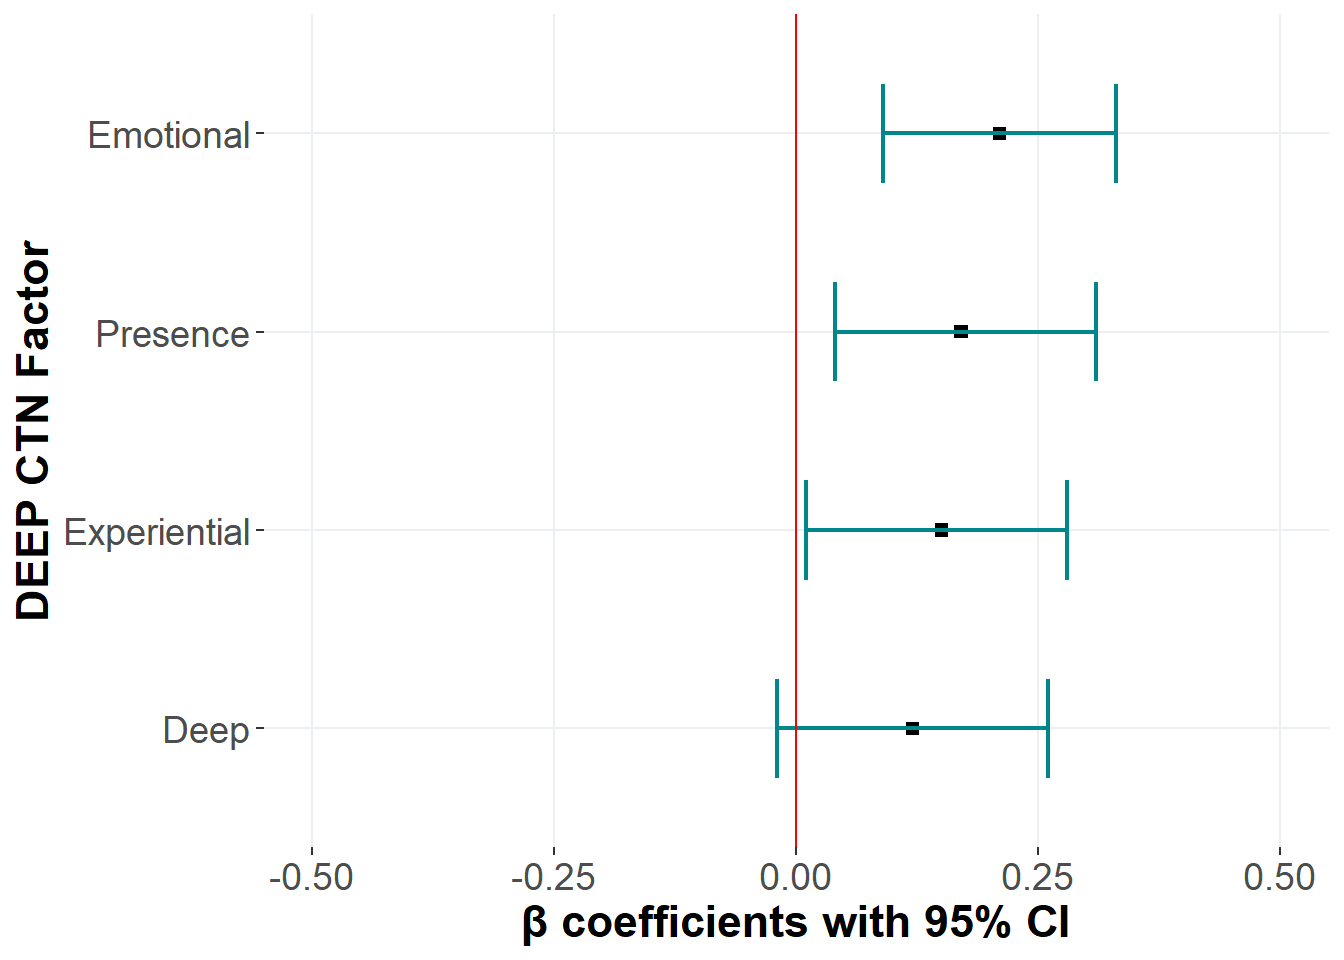 DEEP CTN Factor
Emotional
Presence
Experiential
Deep
-0.50 -0.25 0.00 0.25 0.50
β coefficients with 95% CI